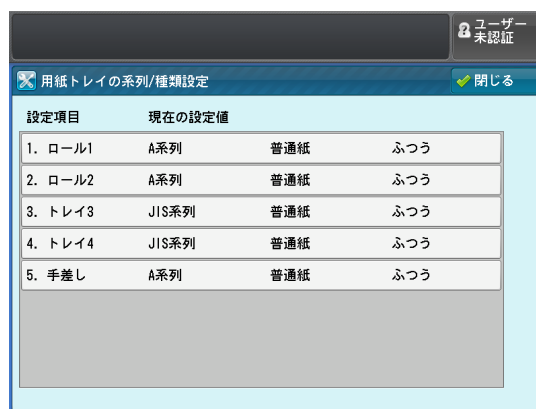 ユーザー
未認証
用紙トレイの系列/種類設定 閉じる
設定項目 現在の設定値
1. ロール1 A系列 普通紙 ふつう
2. ロール2 A系列 普通紙 ふつう
3. トレイ3 JIS系列 普通紙 ふつう
4. トレイ4 JIS系列 普通紙 ふつう
5. 手差し A系列 普通紙 ふつう